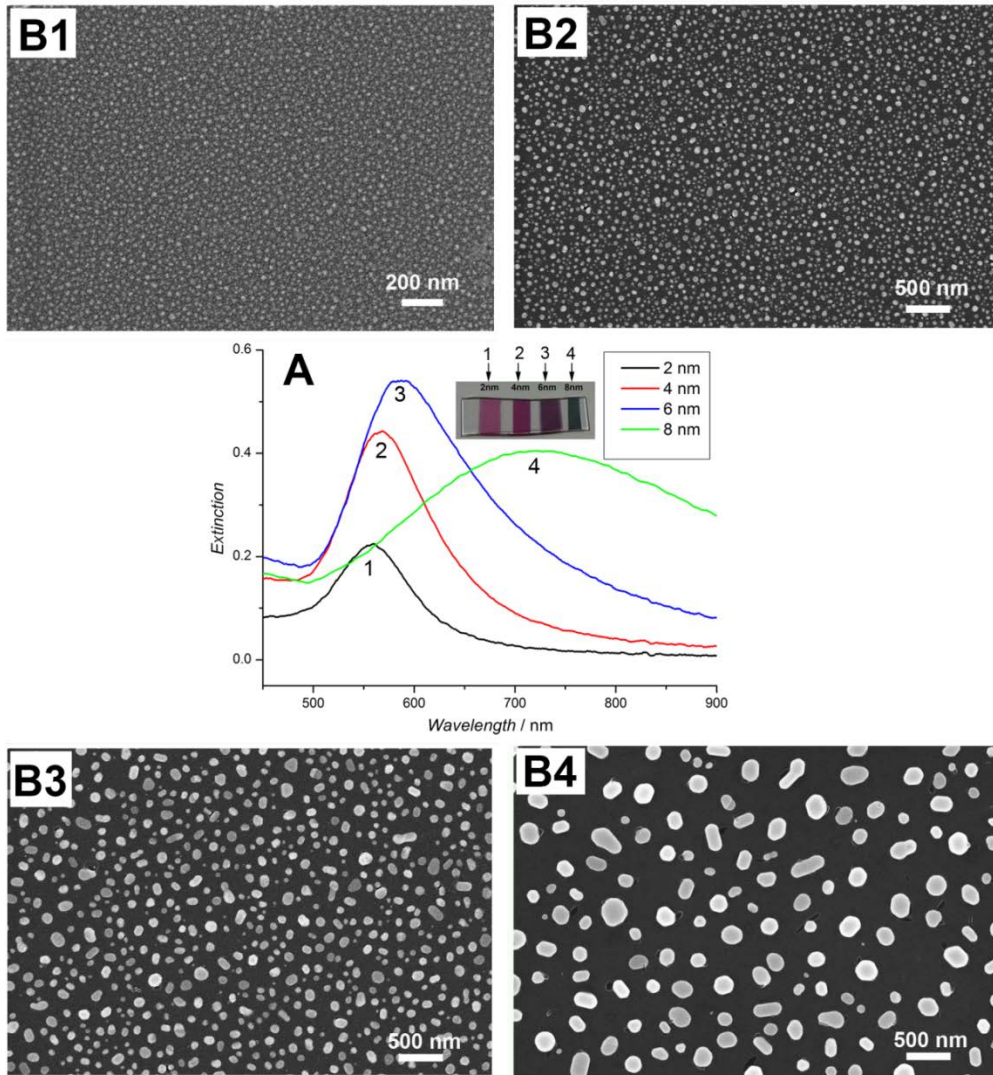 B1
200 nm
B2
500 nm
A
0.6
0.4
0.2
0.0
Extinction
500 600 700 800 900
Wavelength / nm
1 2 3 4
2nm 4nm 6nm 8nm
2 nm
4 nm
6 nm
8 nm
3
2
4
1
B3
500 nm
B4
500 nm